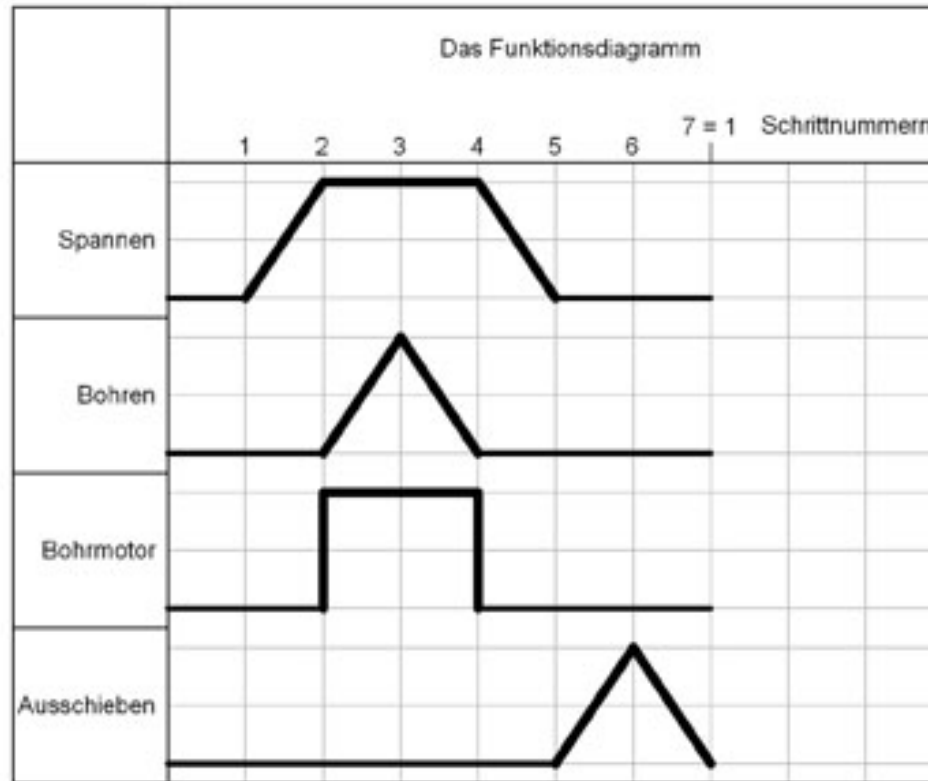 Das Funktionsdiagramm
7 = 1 Schrittnummern
1 2 3 4 5 6
Spannen
Bohren
Bohrmotor
Ausschieben